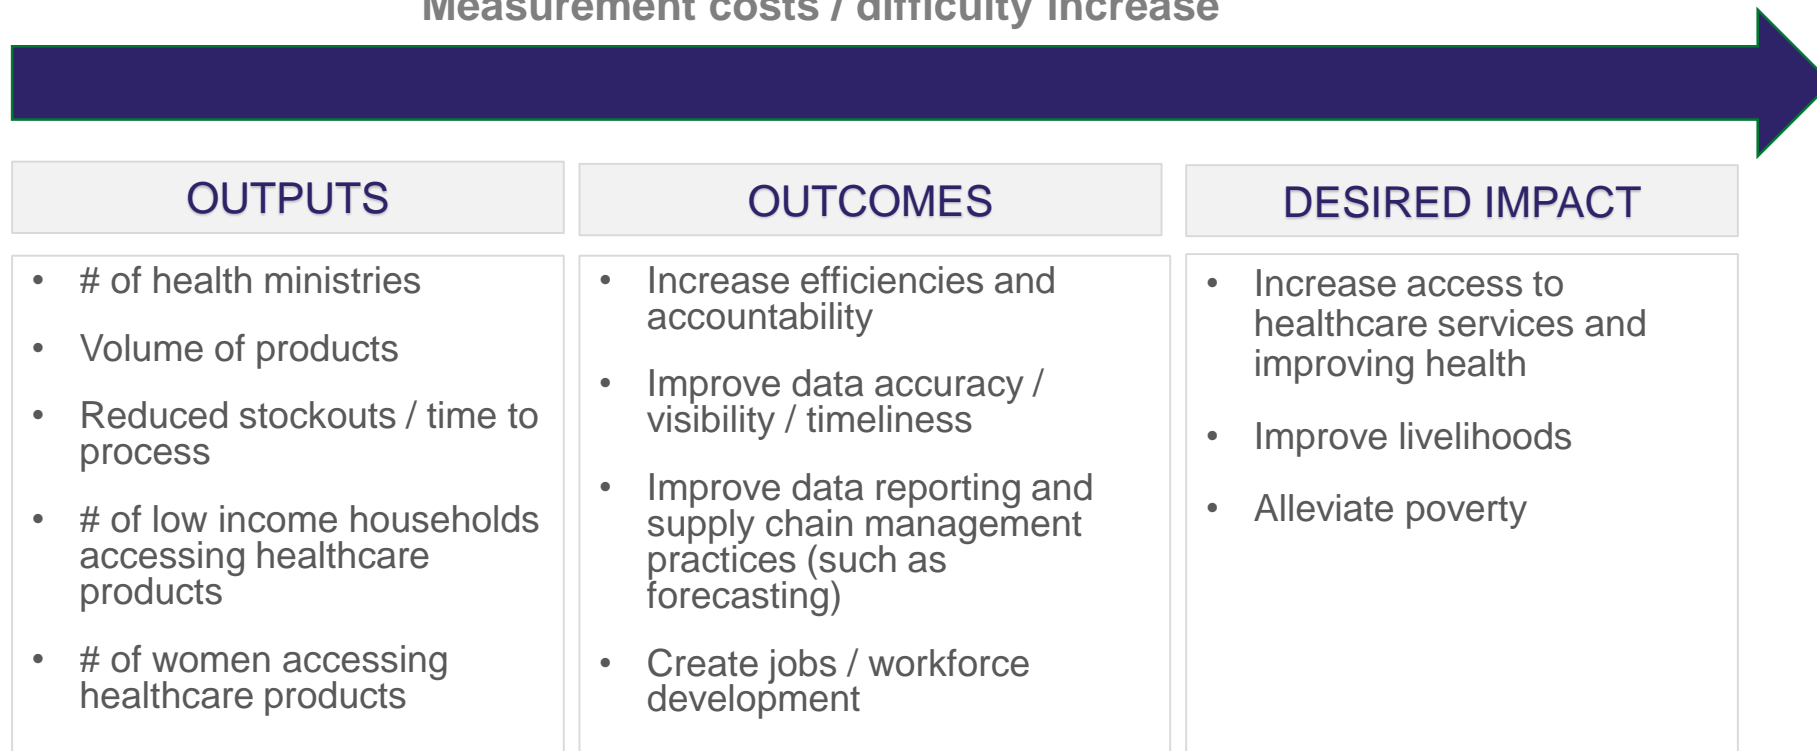 Measurement costs / difficulty increase
OUTPUTS
• # of health ministries
• Volume of products
• Reduced stockouts / time to
process
• # of low income households
accessing healthcare
products
• # of women accessing
healthcare products
OUTCOMES
• Increase efficiencies and
accountability
• Improve data accuracy /
visibility / timeliness
• Improve data reporting and
supply chain management
practices (such as
forecasting)
• Create jobs / workforce
development
DESIRED IMPACT
• Increase access to
healthcare services and
improving health
• Improve livelihoods
• Alleviate poverty